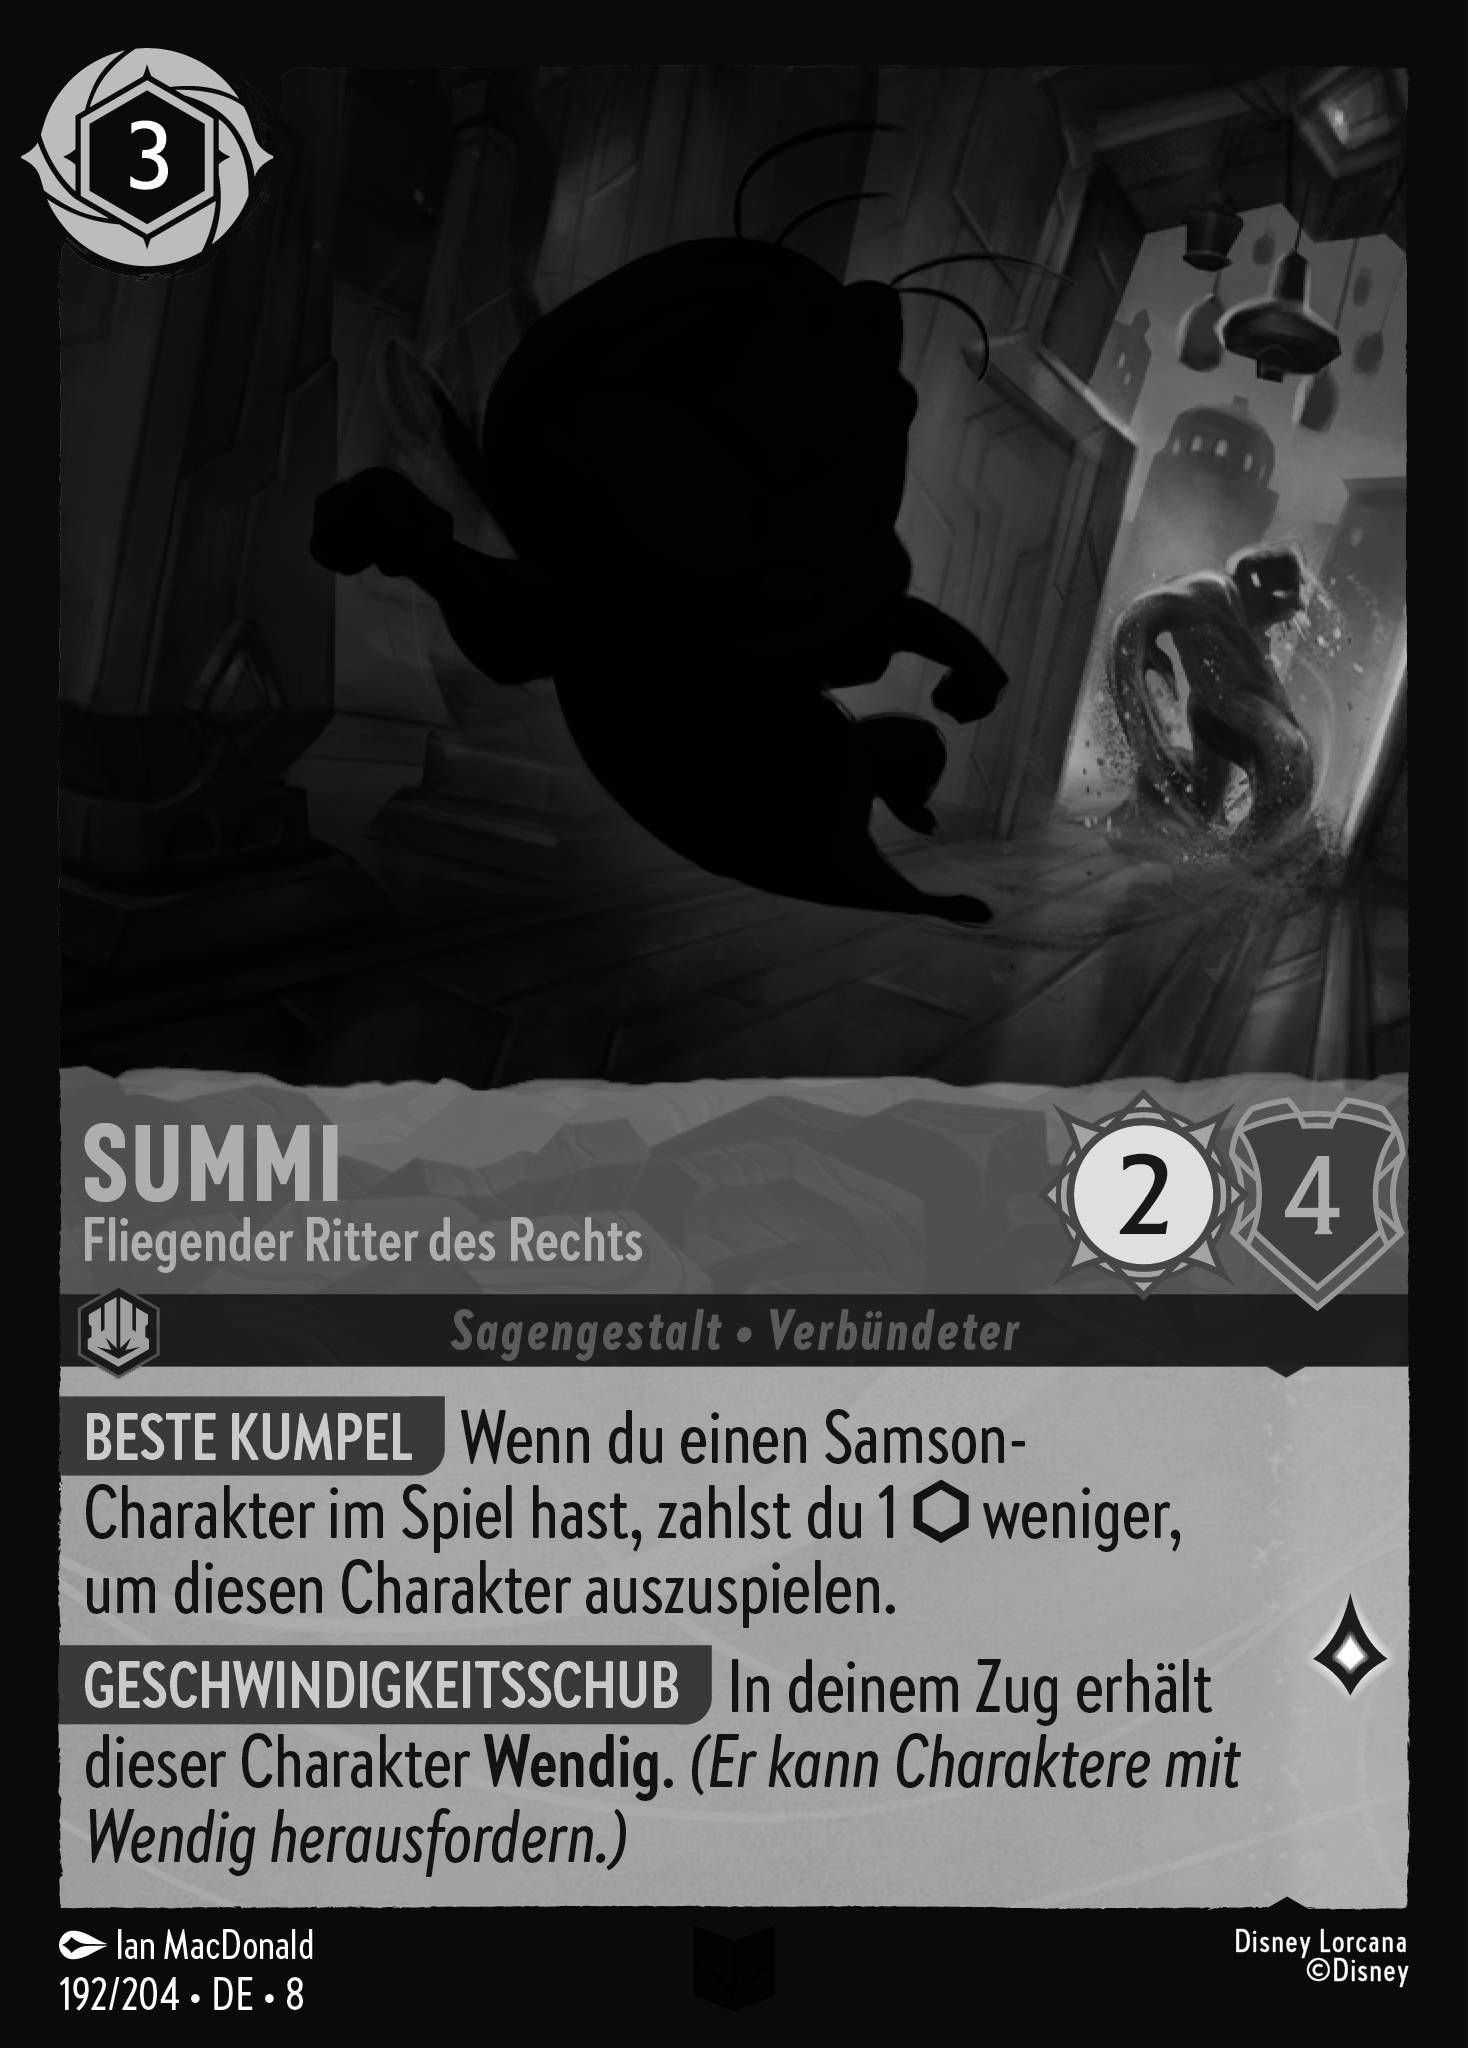 3
SUMMI
Fliegender Ritter des Rechts
2
4
Sagengestalt • Verbündeter
BESTE KUMPEL Wenn du einen Samson-
Charakter im Spiel hast, zahlst du 1 ⬡ weniger,
um diesen Charakter auszuspielen.
GESCHWINDIGKEITSSCHUB In deinem Zug erhält
dieser Charakter Wendig. (Er kann Charaktere mit
Wendig herausfordern.)
Ian MacDonald
192/204 • DE • 8
Disney Lorcana
©Disney